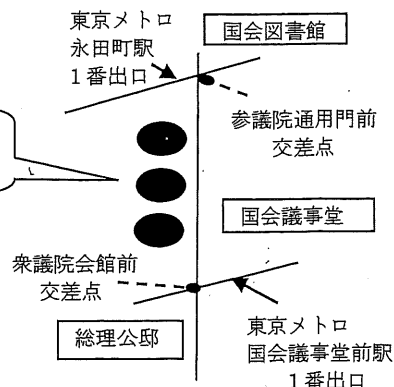 東京メトロ
永田町駅
1番出口
国会図書館
参議院通用門前
交差点
国会議事堂
衆議院会館前
交差点
総理公邸
東京メトロ
国会議事堂前駅
1番出口